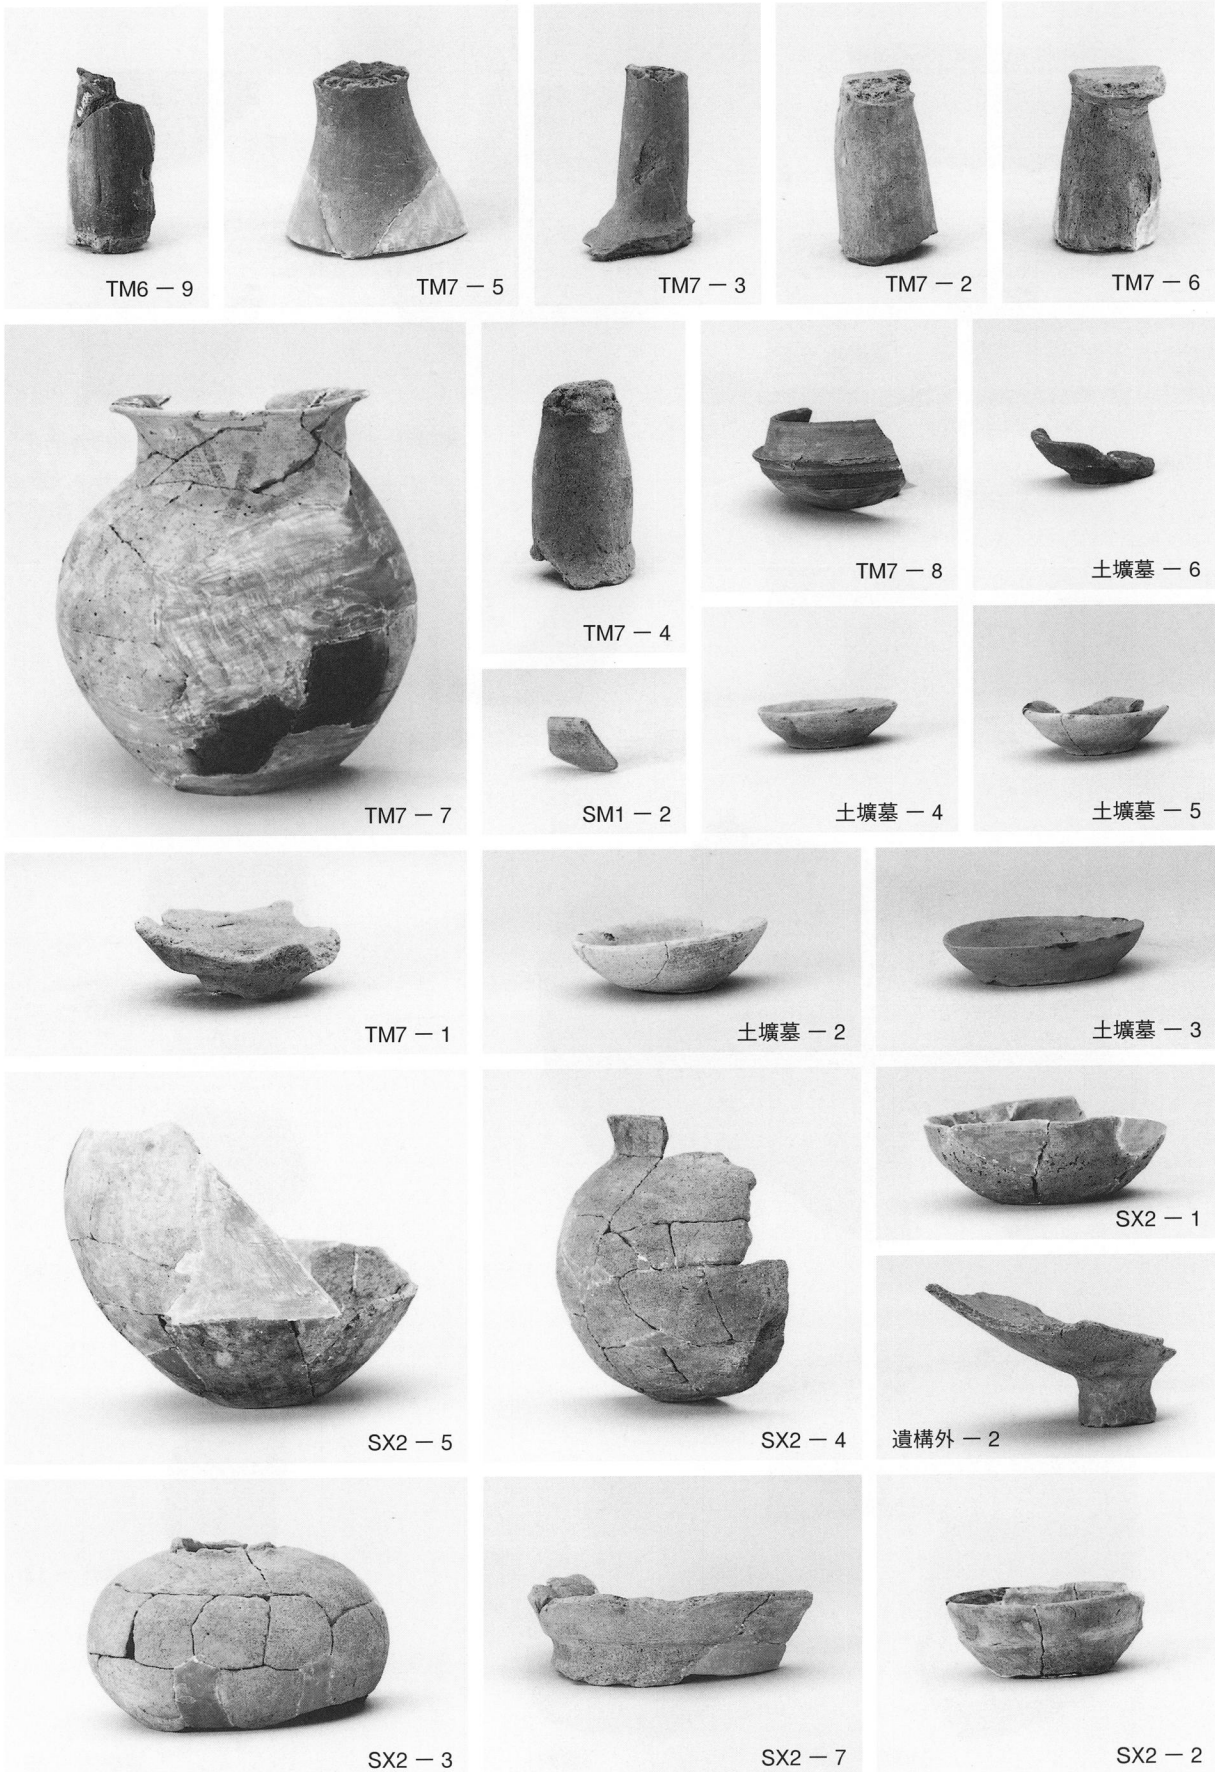 TM6 — 9
TM7 — 5
TM7 — 3
TM7 — 2
TM7 — 6
TM7 — 7
TM7 — 4
TM7 — 8
土壙墓 — 6
SM1 — 2
土壙墓 — 4
土壙墓 — 5
TM7 — 1
土壙墓 — 2
土壙墓 — 3
SX2 — 5
SX2 — 4
SX2 — 1
遺構外 — 2
SX2 — 3
SX2 — 7
SX2 — 2